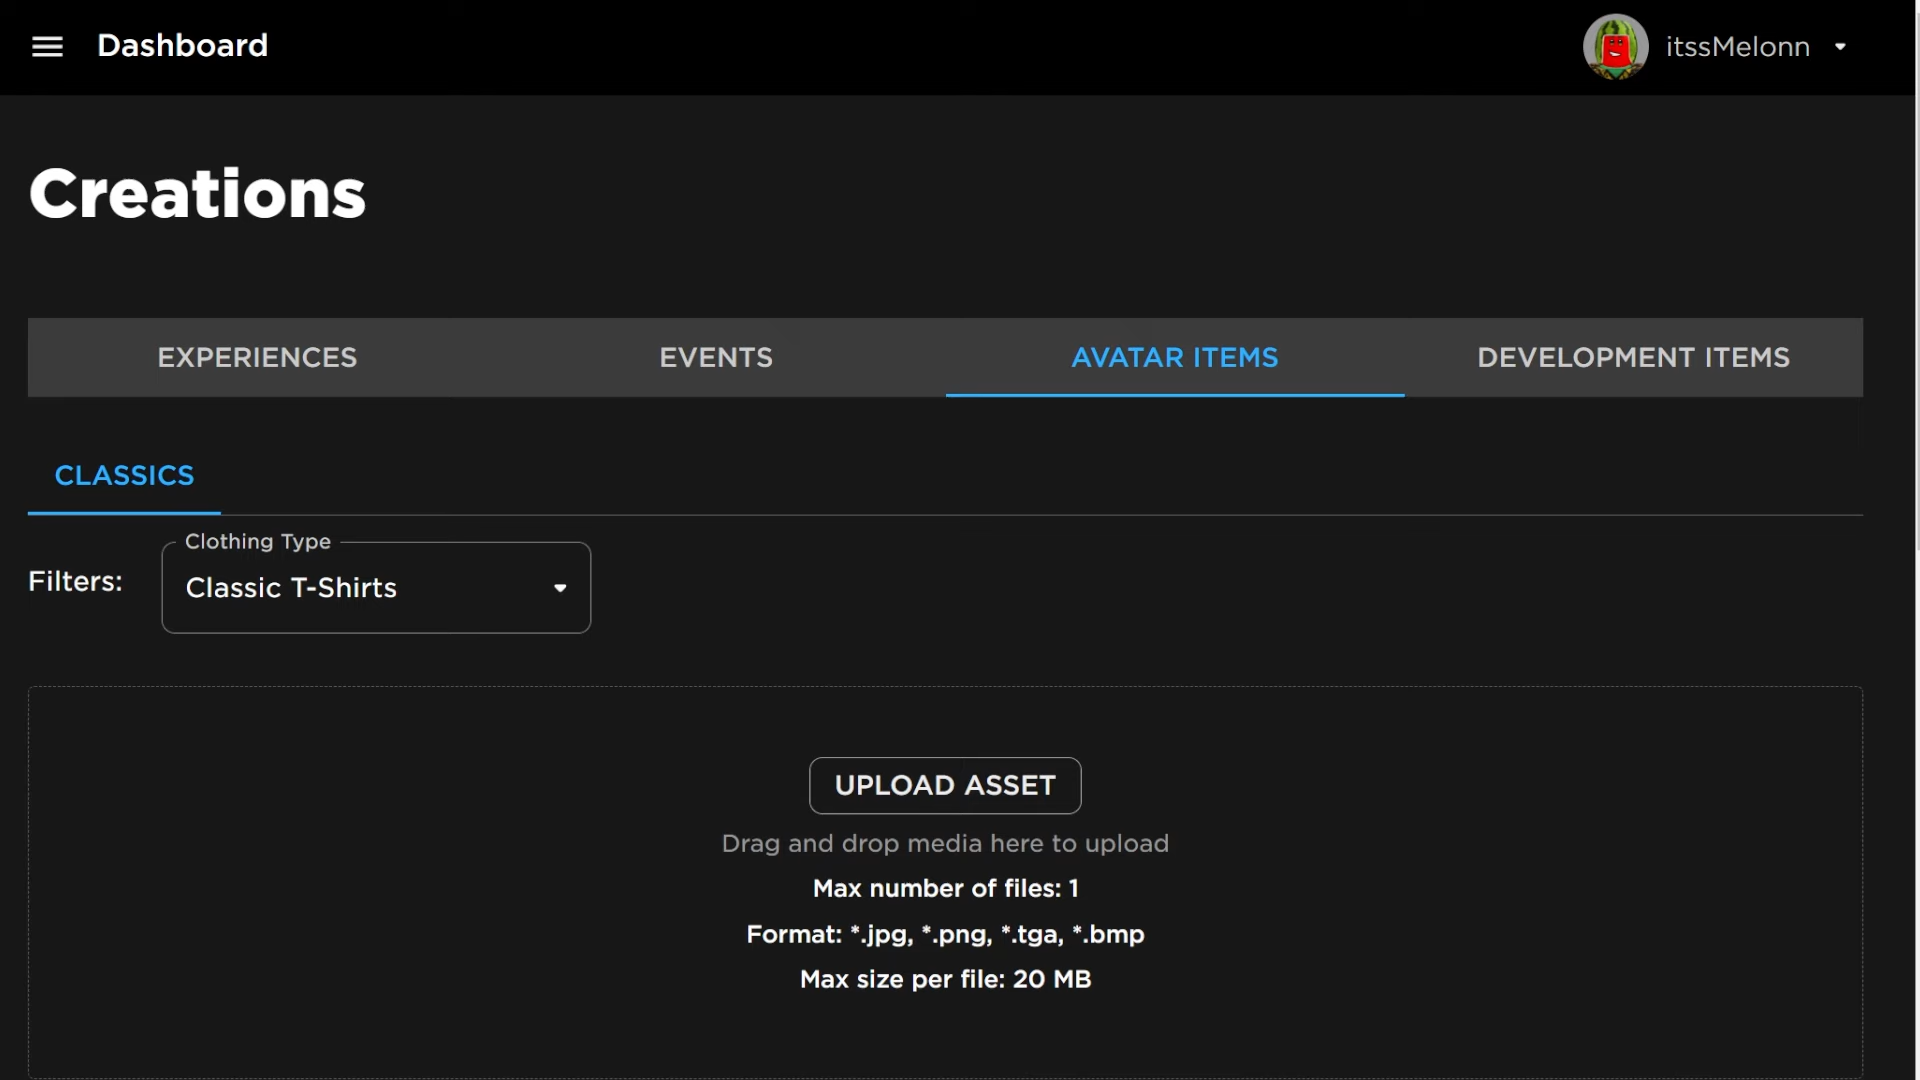 Dashboard
itssMelonn
Creations
EXPERIENCES
EVENTS
AVATAR ITEMS
DEVELOPMENT ITEMS
CLASSICS
Clothing Type
Filters:
Classic T-Shirts
UPLOAD ASSET
Drag and drop media here to upload
Max number of files: 1
Format: *.jpg, *.png, *.tga, *.bmp
Max size per file: 20 MB